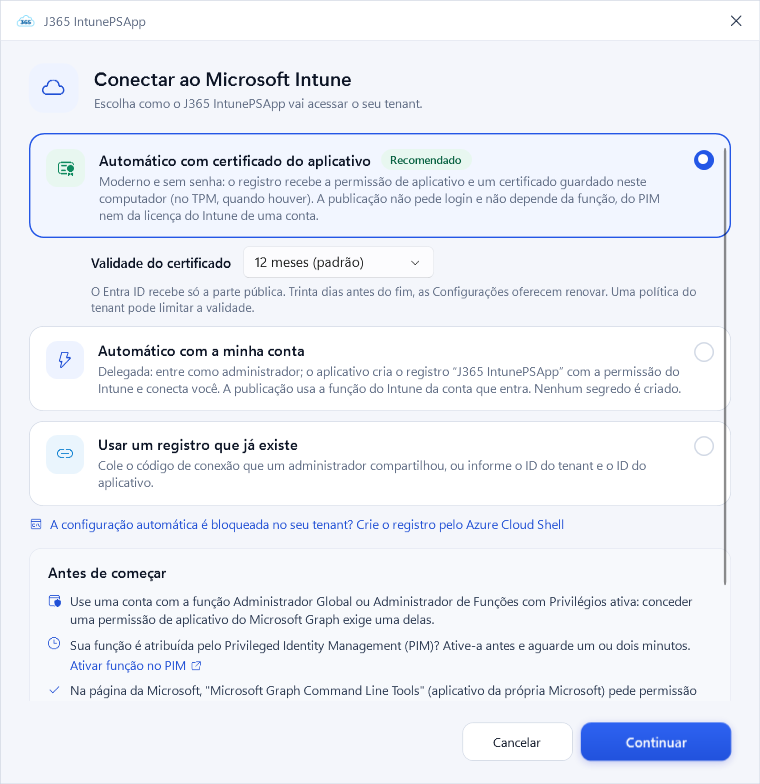 365 J365 IntunePSApp
Conectar ao Microsoft Intune
Escolha como o J365 IntunePSApp vai acessar o seu tenant.
Automático com certificado do aplicativo Recomendado
Moderno e sem senha: o registro recebe a permissão de aplicativo e um certificado guardado neste
computador (no TPM, quando houver). A publicação não pede login e não depende da função, do PIM
nem da licença do Intune de uma conta.
Validade do certificado 12 meses (padrão)
O Entra ID recebe só a parte pública. Trinta dias antes do fim, as Configurações oferecem renovar. Uma política do
tenant pode limitar a validade.
Automático com a minha conta
Delegada: entre como administrador; o aplicativo cria o registro “J365 IntunePSApp” com a permissão do
Intune e conecta você. A publicação usa a função do Intune da conta que entra. Nenhum segredo é criado.
Usar um registro que já existe
Cole o código de conexão que um administrador compartilhou, ou informe o ID do tenant e o ID do
aplicativo.
A configuração automática é bloqueada no seu tenant? Crie o registro pelo Azure Cloud Shell
Antes de começar
Use uma conta com a função Administrador Global ou Administrador de Funções com Privilégios ativa: conceder
uma permissão de aplicativo do Microsoft Graph exige uma delas.
Sua função é atribuída pelo Privileged Identity Management (PIM)? Ative-a antes e aguarde um ou dois minutos.
Ativar função no PIM
Na página da Microsoft, "Microsoft Graph Command Line Tools" (aplicativo da própria Microsoft) pede permissão
Cancelar Continuar